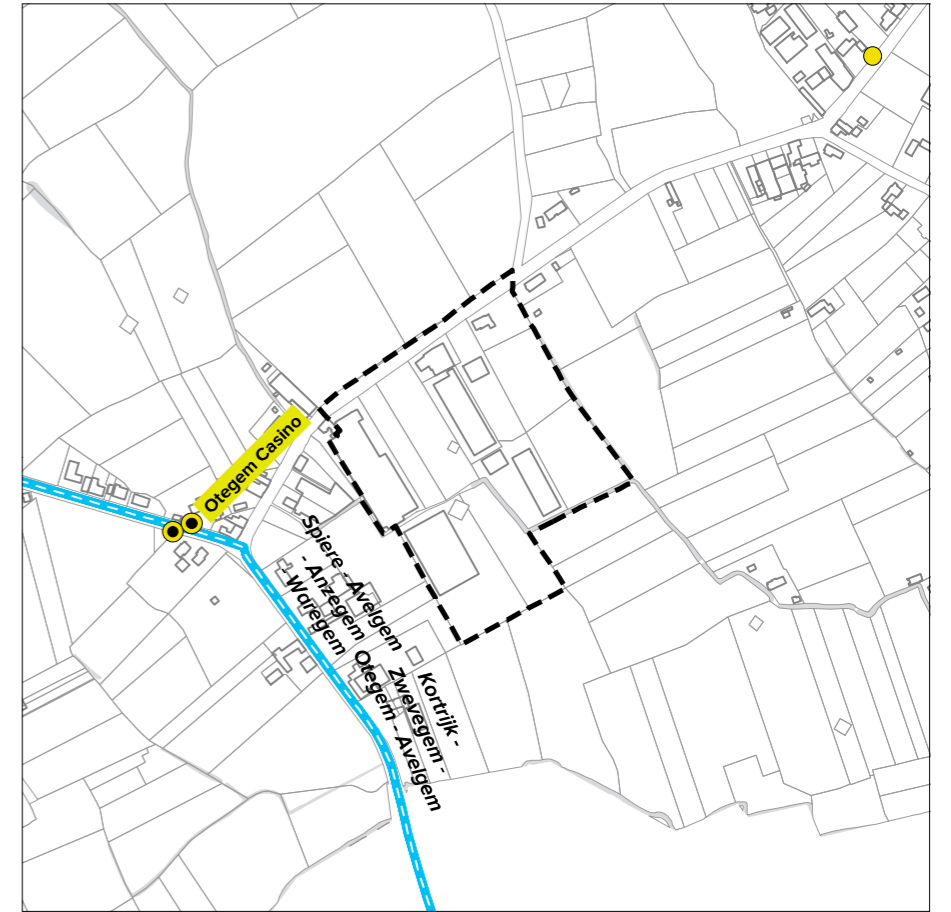 Otegem Casino
Spiere - Avelgem
- Anzegem
- Waregem
Kortrijk -
Zwevegem -
Otegem - Avelgem